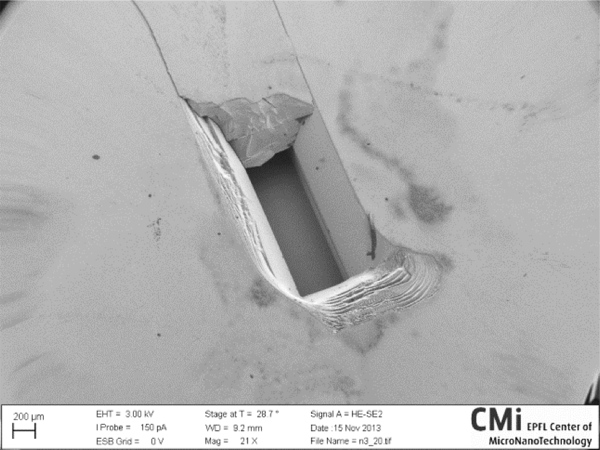 200 µm
EHT = 3.00 kV
I Probe = 150 pA
ESB Grid = 0 V
Stage at T = 28.7 °
WD = 9.2 mm
Mag = 21 X
Signal A = HE-SE2
Date :15 Nov 2013
File Name = n3_20.tif
CMi EPFL Center of
MicroNanoTechnology